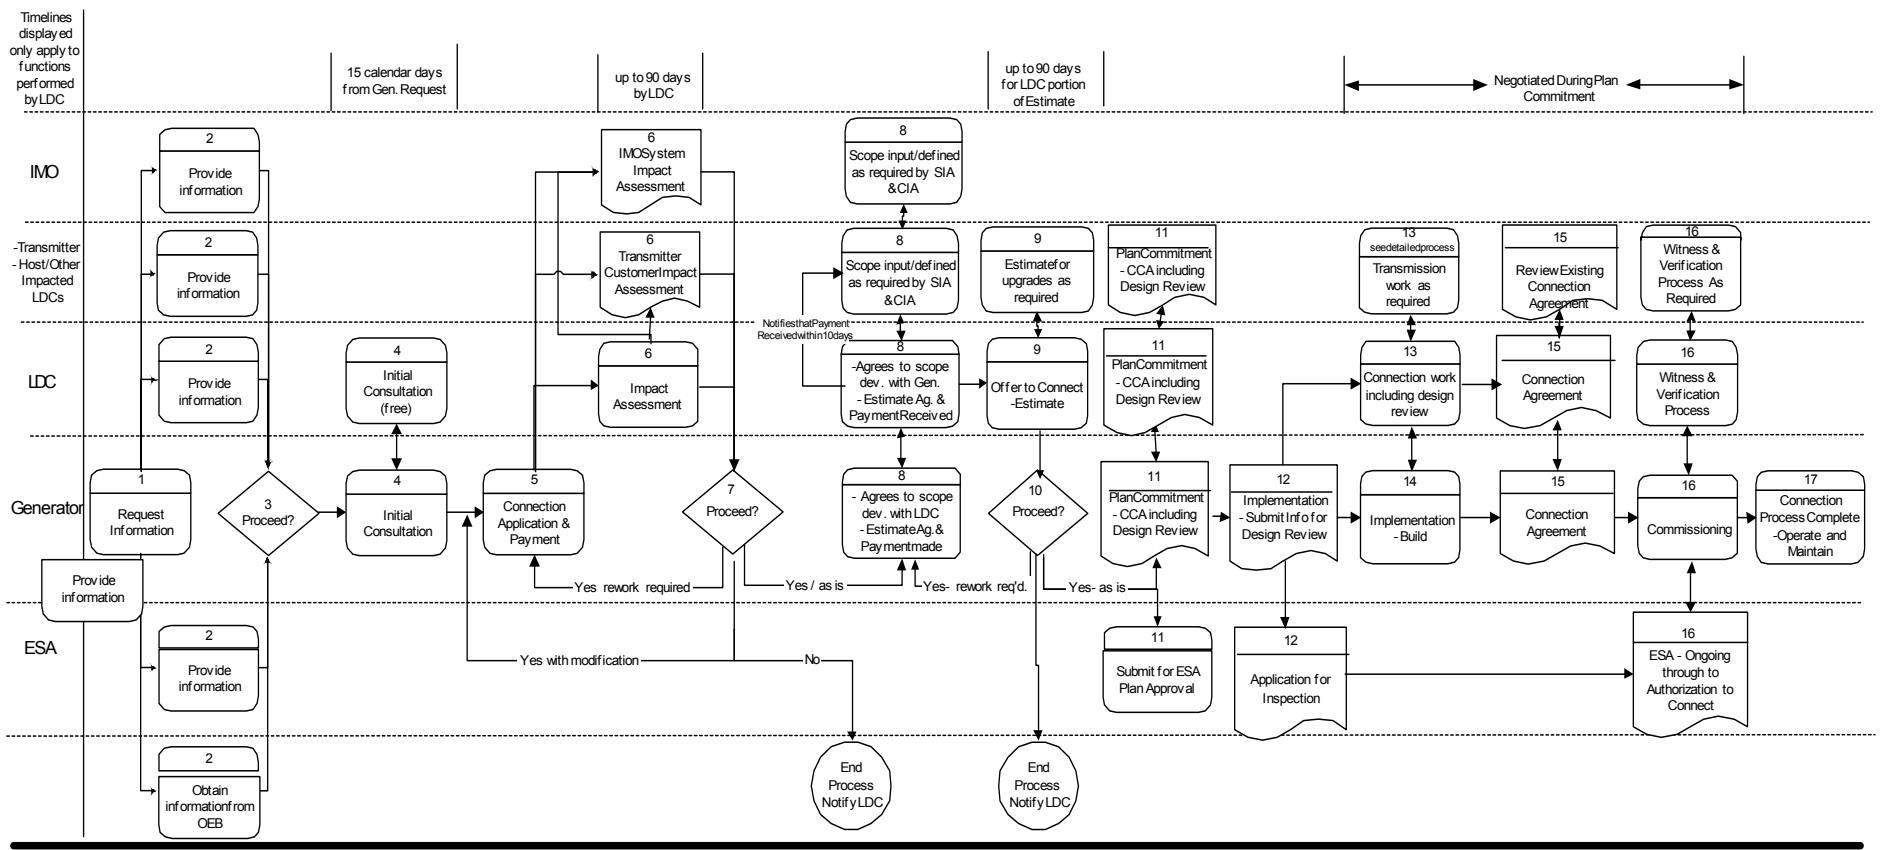 Timelines
displayed
only apply to
functions
performed
by LDC
15 calendar days
from Gen. Request
up to 90 days
by LDC
up to 90 days
for LDC portion
of Estimate
Negotiated During Plan
Commitment
IMO
2
Provide
information
6
IMO System
Impact
Assessment
8
Scope input/defined
as required by SIA
& CIA
-Transmitter
- Host/Other
Impacted
LDCs
2
Provide
information
6
Transmitter
Customer Impact
Assessment
8
Scope input/defined
as required by SIA
& CIA
9
Estimate for
upgrades as
required
11
Plan Commitment
- CCA including
Design Review
13
see detailed process
Transmission
work as
required
15
Review Existing
Connection
Agreement
16
Witness &
Verification
Process As
Required
Notifies that Payment
Received within 10 days
LDC
2
Provide
information
4
Initial
Consultation
(free)
6
Impact
Assessment
8
-Agrees to scope
dev. with Gen.
- Estimate Ag. &
Payment Received
9
Offer to Connect
-Estimate
11
Plan Commitment
- CCA including
Design Review
13
Connection work
including design
review
15
Connection
Agreement
16
Witness &
Verification
Process
Generator
1
Request
Information
3
Proceed?
4
Initial
Consultation
5
Connection
Application &
Payment
7
Proceed?
8
- Agrees to scope
dev. with LDC
- Estimate Ag. &
Payment made
10
Proceed?
11
Plan Commitment
- CCA including
Design Review
12
Implementation
- Submit Info for
Design Review
14
Implementation
- Build
15
Connection
Agreement
16
Commissioning
17
Connection
Process Complete
-Operate and
Maintain
Provide
information
Yes rework required
Yes / as is
Yes- rework req'd.
Yes- as is
ESA
2
Provide
information
Yes with modification
No
11
Submit for ESA
Plan Approval
12
Application for
Inspection
16
ESA - Ongoing
through to
Authorization to
Connect
2
Obtain
information from
OEB
End
Process
Notify LDC
End
Process
Notify LDC